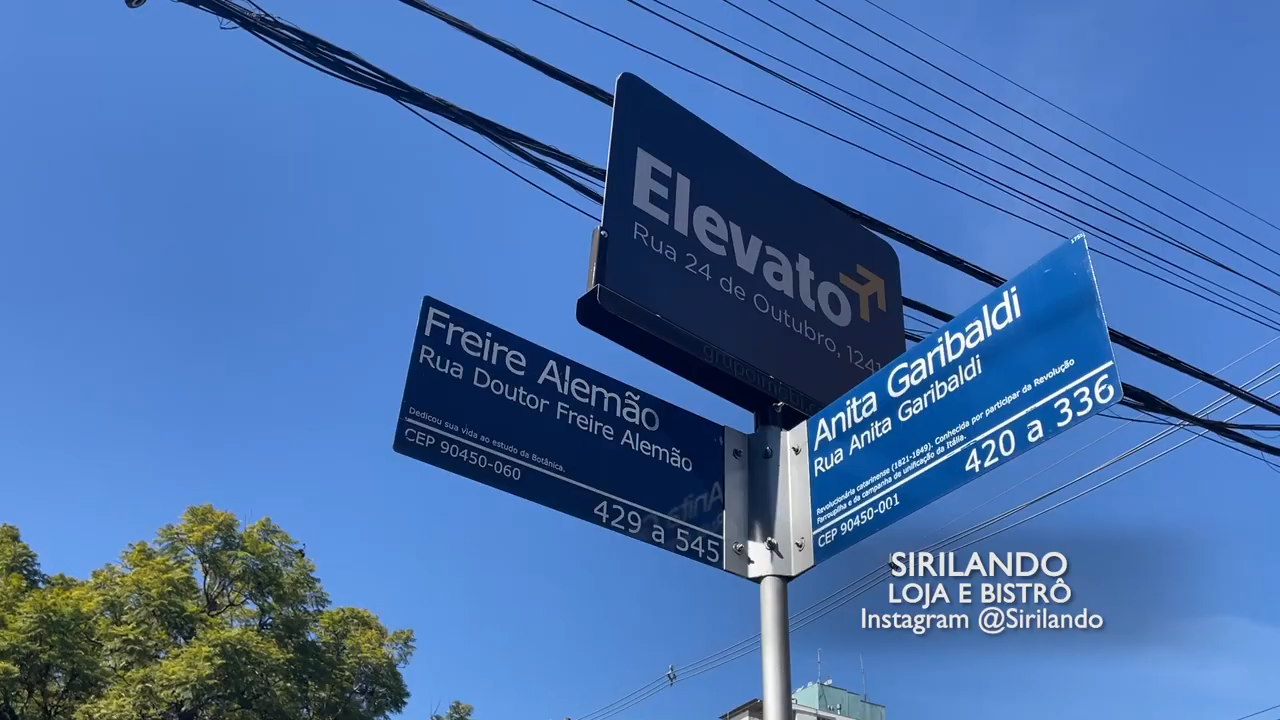 Elevato
Rua 24 de Outubro, 1241
Freire Alemão
Rua Doutor Freire Alemão
Dedicou sua vida ao estudo da Botânica.
CEP 90450-060
429 a 545
Anita Garibaldi
Rua Anita Garibaldi
Revolucionária catarinense (1821-1849). Conhecida por participar da Revolução
Farroupilha e da campanha de unificação da Itália.
CEP 90450-001
420 a 336
SIRILANDO
LOJA E BISTRÔ
Instagram @Sirilando